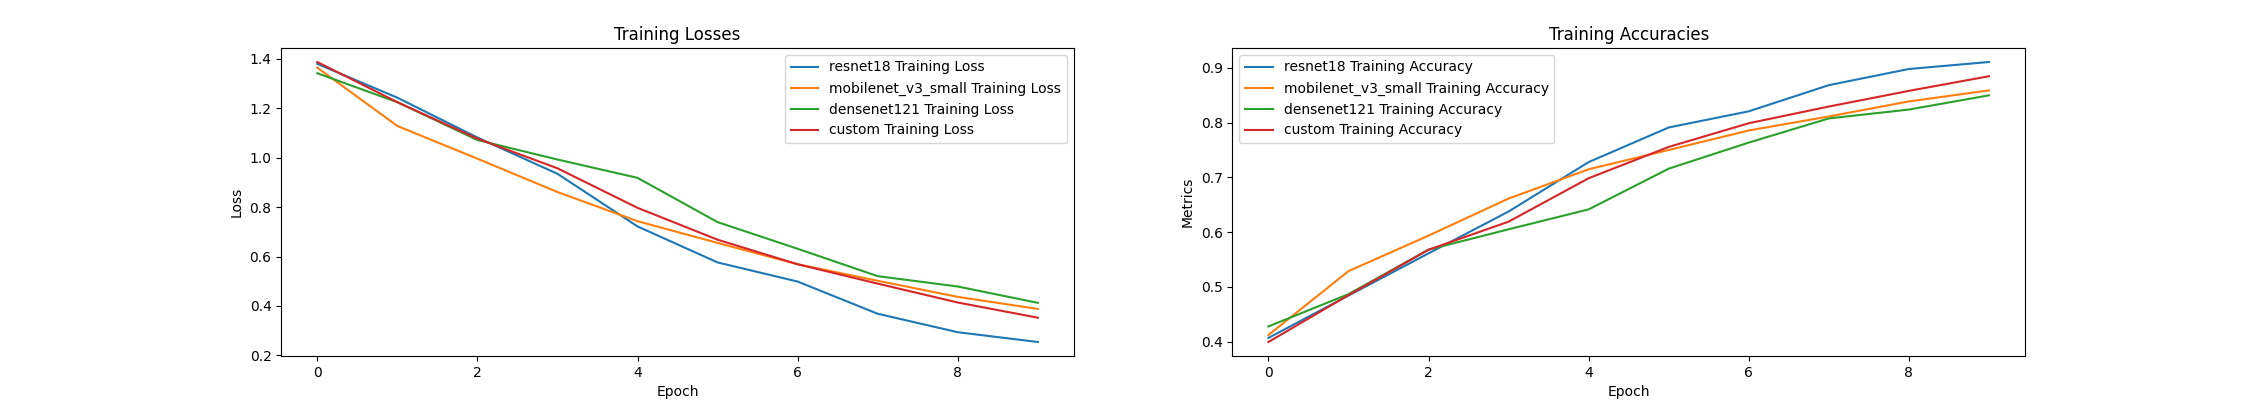 Training Losses
1.4
1.2
1.0
0.8
0.6
0.4
0.2
Loss
resnet18 Training Loss
mobilenet_v3_small Training Loss
densenet121 Training Loss
custom Training Loss
0 2 4 6 8
Epoch
Training Accuracies
0.9
0.8
0.7
0.6
0.5
0.4
Metrics
resnet18 Training Accuracy
mobilenet_v3_small Training Accuracy
densenet121 Training Accuracy
custom Training Accuracy
0 2 4 6 8
Epoch